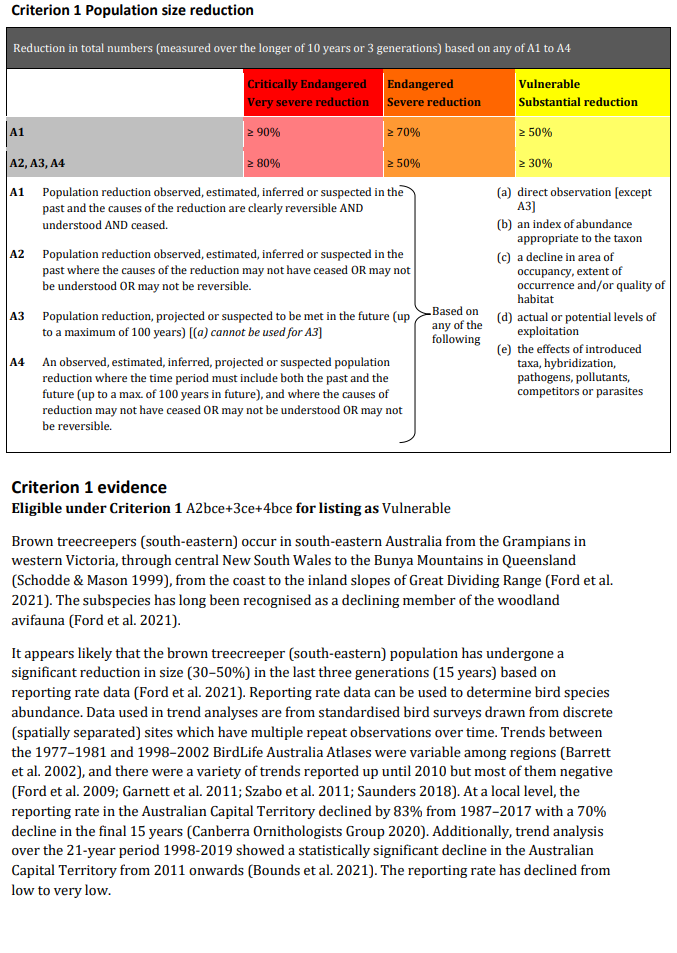 Criterion 1 Population size reduction
Reduction in total numbers (measured over the longer of 10 years or 3 generations) based on any of A1 to A4
Critically Endangered
Very severe reduction
Endangered
Severe reduction
Vulnerable
Substantial reduction
A1 ≥ 90% ≥ 70% ≥ 50%
A2, A3, A4 ≥ 80% ≥ 50% ≥ 30%
A1 Population reduction observed, estimated, inferred or suspected in the
past and the causes of the reduction are clearly reversible AND
understood AND ceased.
A2 Population reduction observed, estimated, inferred or suspected in the
past where the causes of the reduction may not have ceased OR may not
be understood OR may not be reversible.
A3 Population reduction, projected or suspected to be met in the future (up
to a maximum of 100 years) [(a) cannot be used for A3]
A4 An observed, estimated, inferred, projected or suspected population
reduction where the time period must include both the past and the
future (up to a max. of 100 years in future), and where the causes of
reduction may not have ceased OR may not be understood OR may not
be reversible.
Based on
any of the
following
(a) direct observation [except
A3]
(b) an index of abundance
appropriate to the taxon
(c) a decline in area of
occupancy, extent of
occurrence and/or quality of
habitat
(d) actual or potential levels of
exploitation
(e) the effects of introduced
taxa, hybridization,
pathogens, pollutants,
competitors or parasites
Criterion 1 evidence
Eligible under Criterion 1 A2bce+3ce+4bce for listing as Vulnerable
Brown treecreepers (south-eastern) occur in south-eastern Australia from the Grampians in
western Victoria, through central New South Wales to the Bunya Mountains in Queensland
(Schodde & Mason 1999), from the coast to the inland slopes of Great Dividing Range (Ford et al.
2021). The subspecies has long been recognised as a declining member of the woodland
avifauna (Ford et al. 2021).
It appears likely that the brown treecreeper (south-eastern) population has undergone a
significant reduction in size (30–50%) in the last three generations (15 years) based on
reporting rate data (Ford et al. 2021). Reporting rate data can be used to determine bird species
abundance. Data used in trend analyses are from standardised bird surveys drawn from discrete
(spatially separated) sites which have multiple repeat observations over time. Trends between
the 1977–1981 and 1998–2002 BirdLife Australia Atlases were variable among regions (Barrett
et al. 2002), and there were a variety of trends reported up until 2010 but most of them negative
(Ford et al. 2009; Garnett et al. 2011; Szabo et al. 2011; Saunders 2018). At a local level, the
reporting rate in the Australian Capital Territory declined by 83% from 1987–2017 with a 70%
decline in the final 15 years (Canberra Ornithologists Group 2020). Additionally, trend analysis
over the 21-year period 1998-2019 showed a statistically significant decline in the Australian
Capital Territory from 2011 onwards (Bounds et al. 2021). The reporting rate has declined from
low to very low.